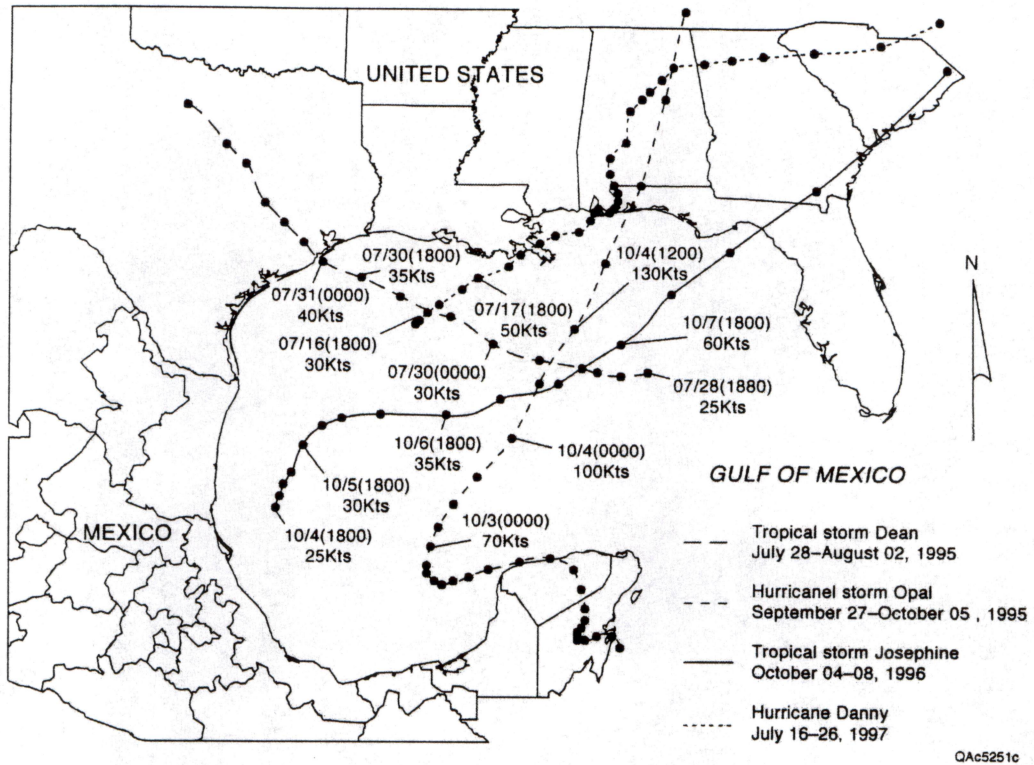 UNITED STATES
07/30(1800)
35Kts
10/4(1200)
130Kts
N
07/31(0000)
40Kts
07/17(1800)
50Kts
10/7(1800)
60Kts
07/16(1800)
30Kts
07/30(0000)
30Kts
07/28(1880)
25Kts
10/6(1800)
35Kts
10/4(0000)
100Kts
10/5(1800)
30Kts
GULF OF MEXICO
10/3(0000)
70Kts
MEXICO
10/4(1800)
25Kts
Tropical storm Dean
July 28–August 02, 1995
Hurricanel storm Opal
September 27–October 05 , 1995
Tropical storm Josephine
October 04–08, 1996
Hurricane Danny
July 16–26, 1997
QAc5251c